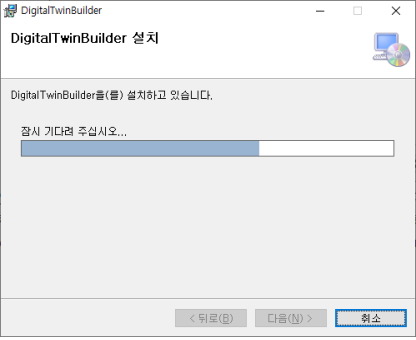 DigitalTwinBuilder
DigitalTwinBuilder 설치
DigitalTwinBuilder을(를) 설치하고 있습니다.
잠시 기다려 주십시오...
< 뒤로(B)
다음(N) >
취소